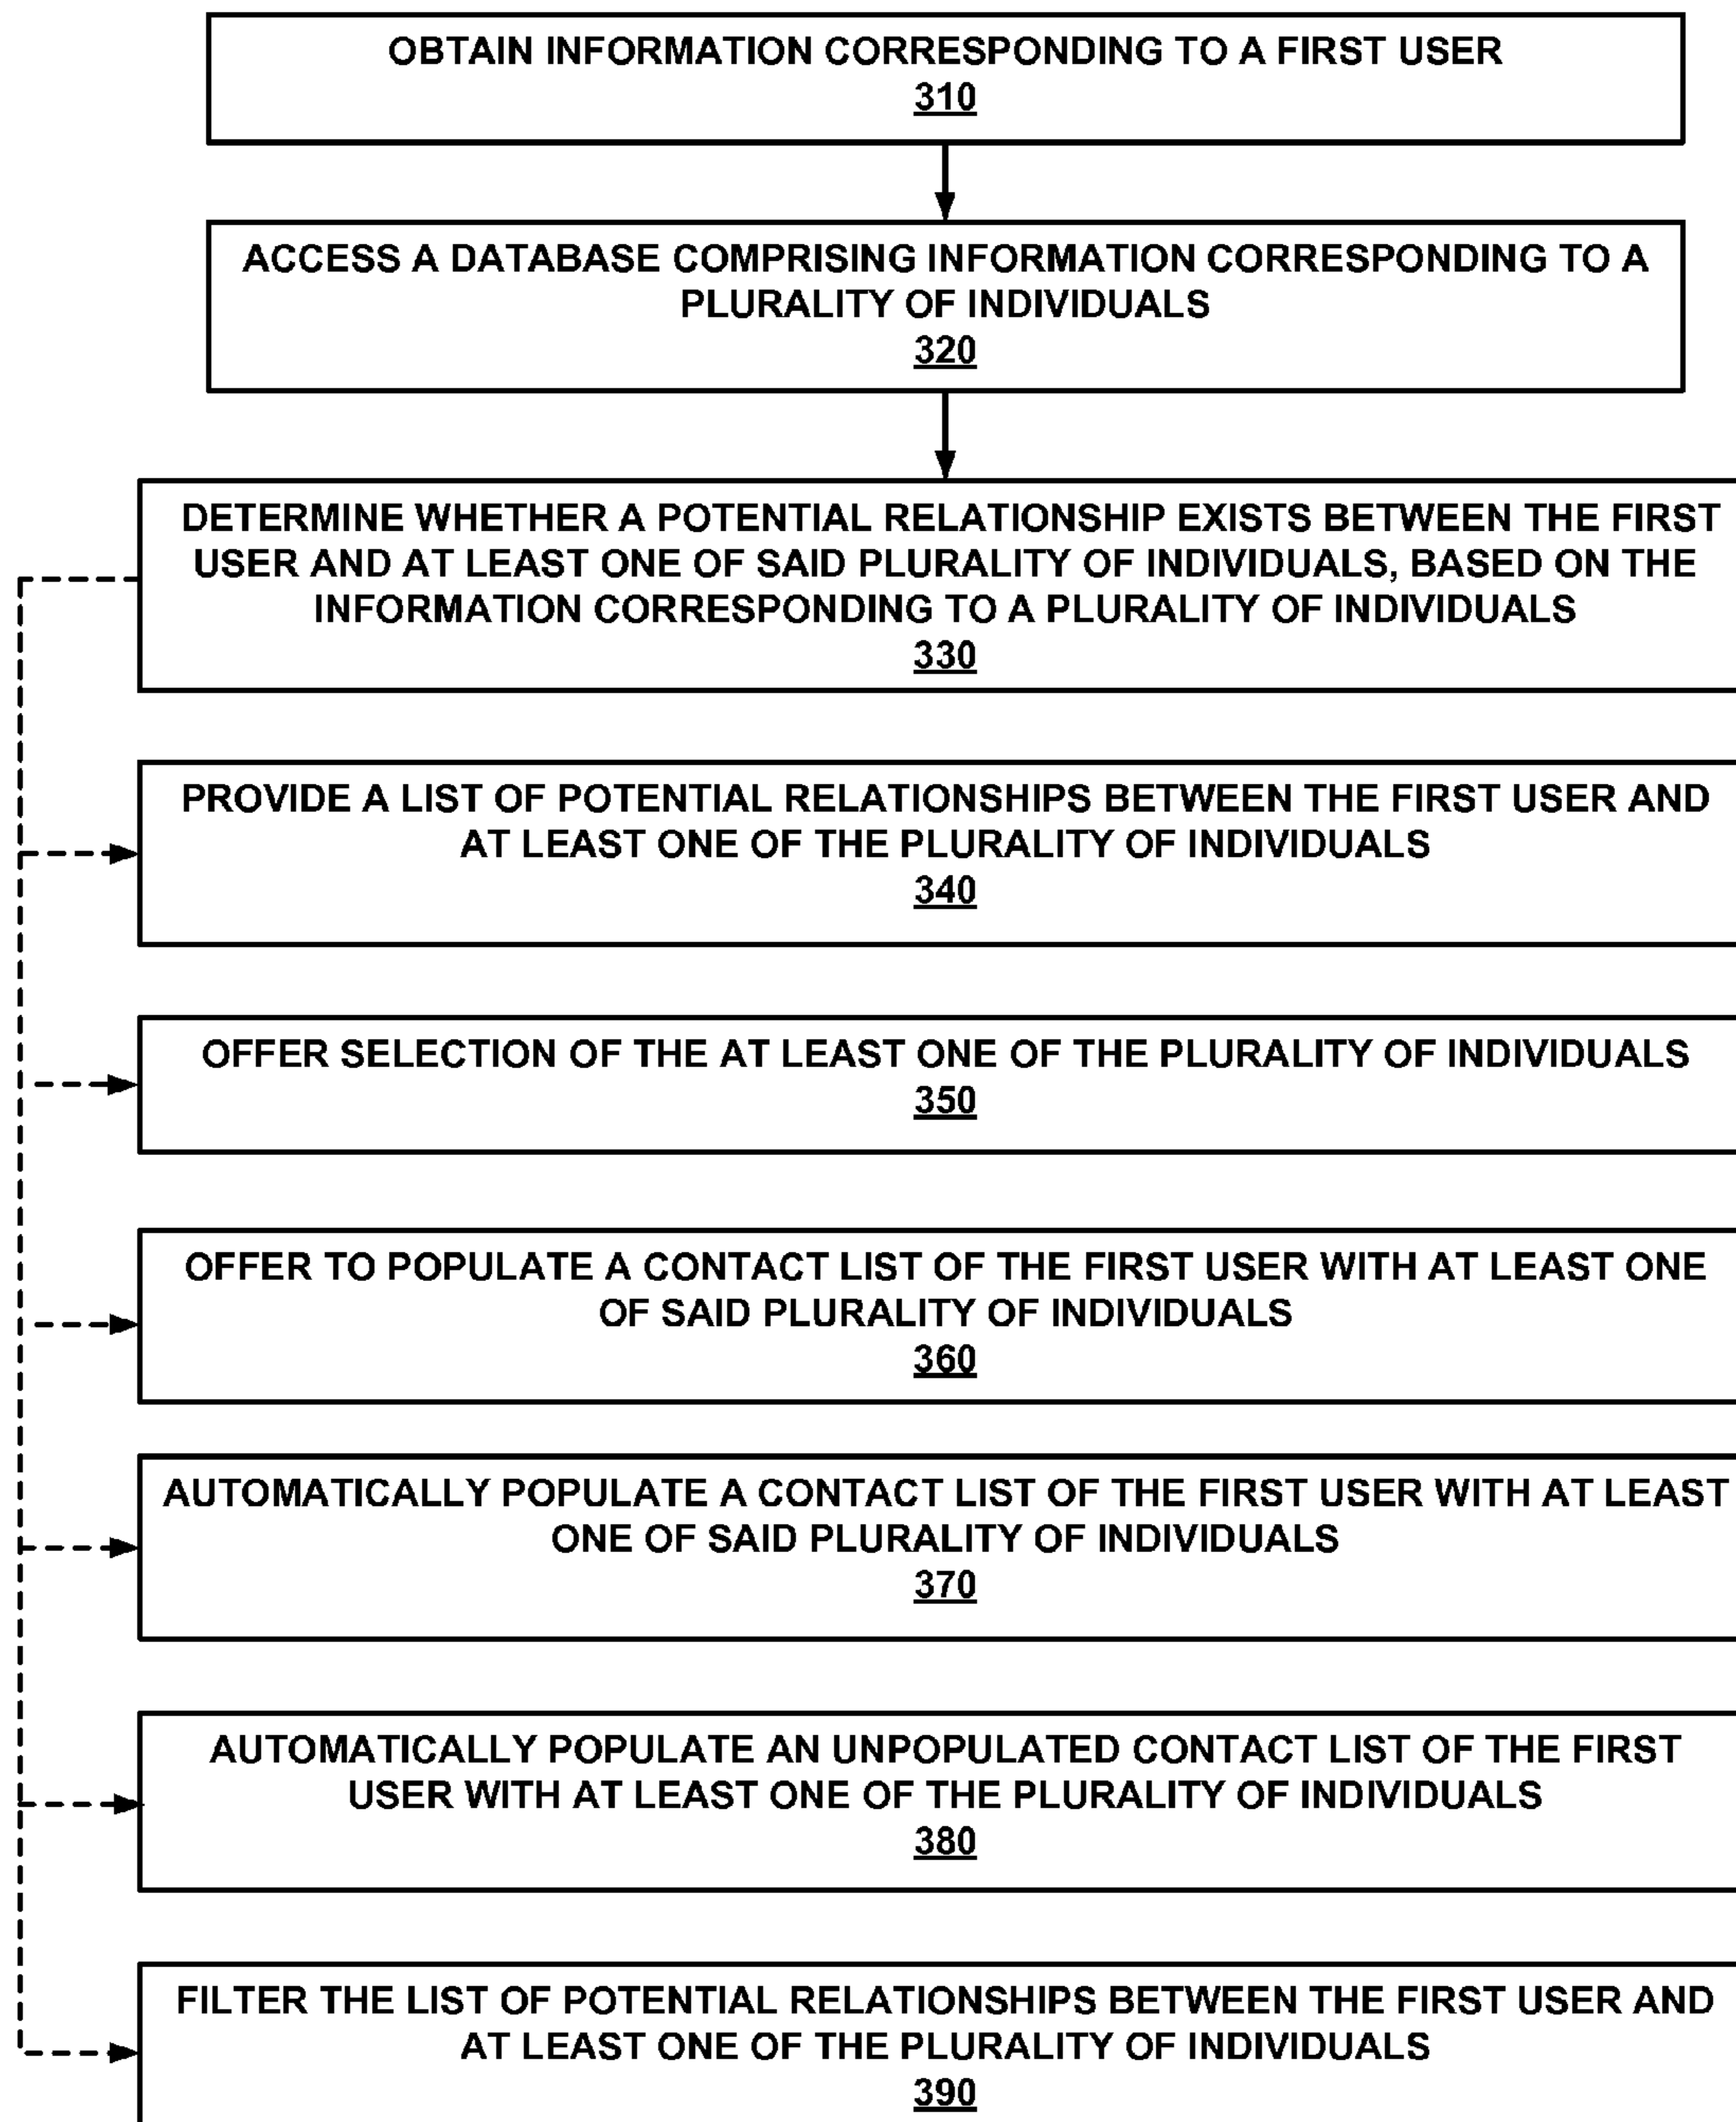 OBTAIN INFORMATION CORRESPONDING TO A FIRST USER
310
ACCESS A DATABASE COMPRISING INFORMATION CORRESPONDING TO A
PLURALITY OF INDIVIDUALS
320
DETERMINE WHETHER A POTENTIAL RELATIONSHIP EXISTS BETWEEN THE FIRST
USER AND AT LEAST ONE OF SAID PLURALITY OF INDIVIDUALS, BASED ON THE
INFORMATION CORRESPONDING TO A PLURALITY OF INDIVIDUALS
330
PROVIDE A LIST OF POTENTIAL RELATIONSHIPS BETWEEN THE FIRST USER AND
AT LEAST ONE OF THE PLURALITY OF INDIVIDUALS
340
OFFER SELECTION OF THE AT LEAST ONE OF THE PLURALITY OF INDIVIDUALS
350
OFFER TO POPULATE A CONTACT LIST OF THE FIRST USER WITH AT LEAST ONE
OF SAID PLURALITY OF INDIVIDUALS
360
AUTOMATICALLY POPULATE A CONTACT LIST OF THE FIRST USER WITH AT LEAST
ONE OF SAID PLURALITY OF INDIVIDUALS
370
AUTOMATICALLY POPULATE AN UNPOPULATED CONTACT LIST OF THE FIRST
USER WITH AT LEAST ONE OF THE PLURALITY OF INDIVIDUALS
380
FILTER THE LIST OF POTENTIAL RELATIONSHIPS BETWEEN THE FIRST USER AND
AT LEAST ONE OF THE PLURALITY OF INDIVIDUALS
390